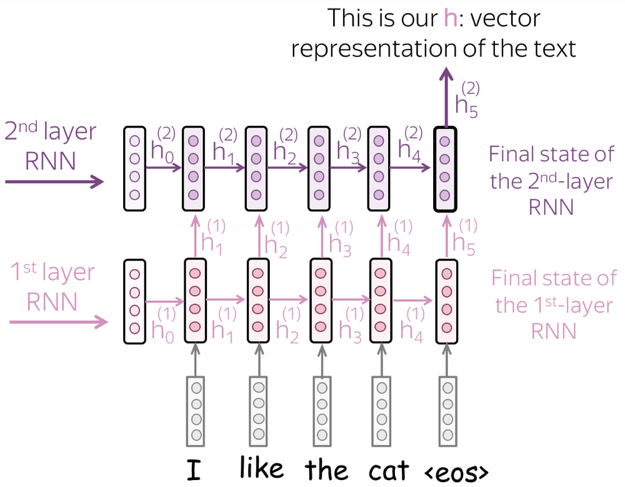 This is our h: vector
representation of the text
h₅⁽²⁾
2nd layer
RNN
h₀⁽²⁾ h₁⁽²⁾ h₂⁽²⁾ h₃⁽²⁾ h₄⁽²⁾
Final state of
the 2nd-layer
RNN
h₁⁽¹⁾ h₂⁽¹⁾ h₃⁽¹⁾ h₄⁽¹⁾ h₅⁽¹⁾
1st layer
RNN
h₀⁽¹⁾ h₁⁽¹⁾ h₂⁽¹⁾ h₃⁽¹⁾ h₄⁽¹⁾
Final state of
the 1st-layer
RNN
I like the cat <eos>